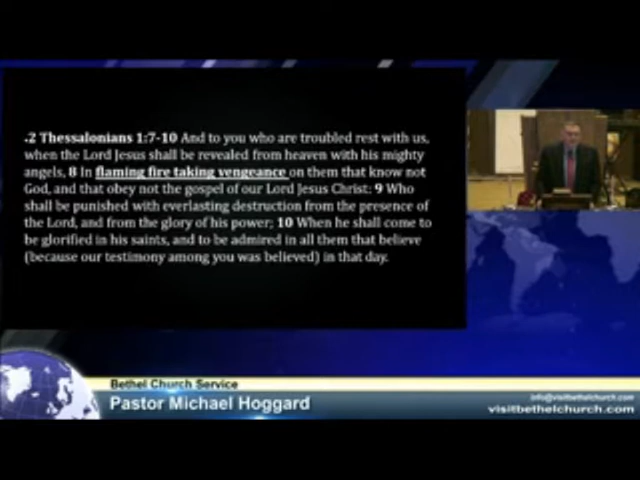 .2 Thessalonians 1:7-10 And to you who are troubled rest with us,
when the Lord Jesus shall be revealed from heaven with his mighty
angels, 8 In flaming fire taking vengeance on them that know not
God, and that obey not the gospel of our Lord Jesus Christ: 9 Who
shall be punished with everlasting destruction from the presence of
the Lord, and from the glory of his power; 10 When he shall come to
be glorified in his saints, and to be admired in all them that believe
(because our testimony among you was believed) in that day.
Bethel Church Service
Pastor Michael Hoggard
info@visitbethelchurch.com
visitbethelchurch.com